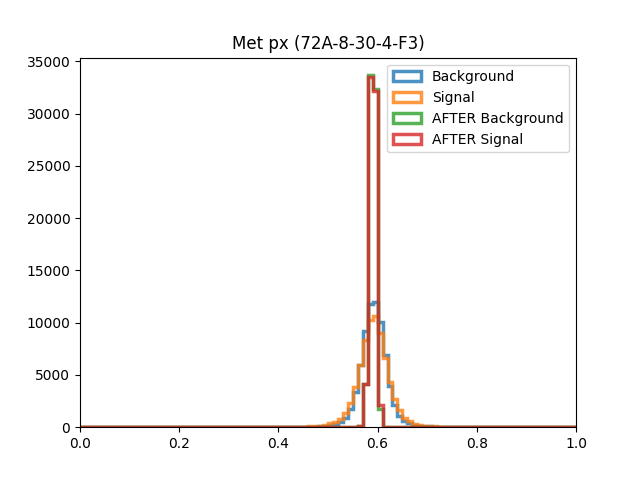 Met px (72A-8-30-4-F3)
35000
30000
25000
20000
15000
10000
5000
0
Background
Signal
AFTER Background
AFTER Signal
0.0 0.2 0.4 0.6 0.8 1.0